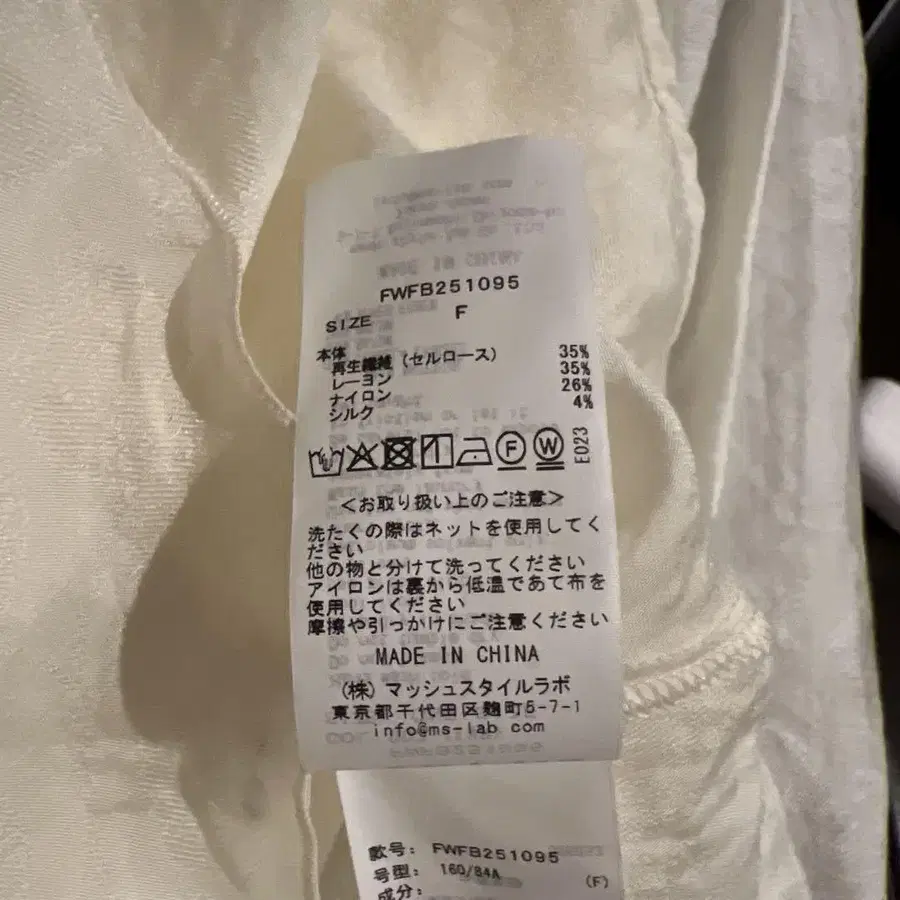 FWFB251095
SIZE F
本体
再生繊維 (セルロース) 35%
レーヨン 35%
ナイロン 26%
シルク 4%
F W E023
＜お取り扱い上のご注意＞
洗たくの際はネットを使用してく
ださい
他の物と分けて洗ってください
アイロンは裏から低温であて布を
使用してください
摩擦や引っかけにご注意ください
MADE IN CHINA
(株) マッシュスタイルラボ
東京都千代田区麹町5-7-1
info@ms-lab com
款号: FWFB251095
号型: 160/84A (F)
成分: